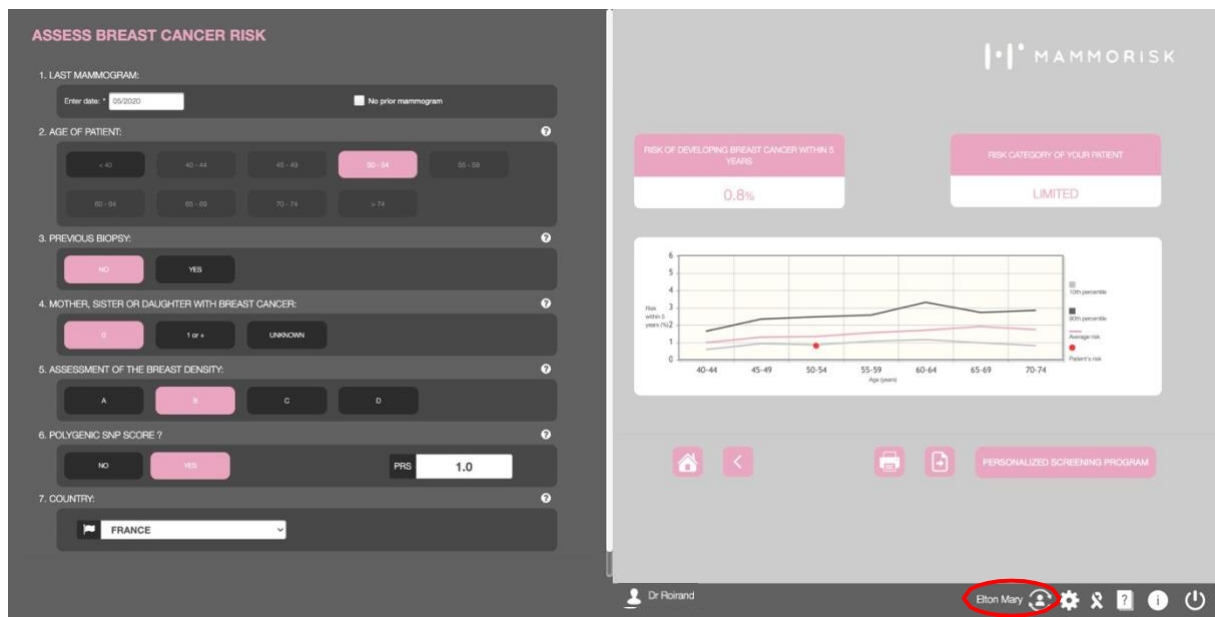 ASSESS BREAST CANCER RISK
1. LAST MAMMOGRAM:
Enter date: * 05/2020
No prior mammogram
2. AGE OF PATIENT:
< 40
40 - 44
45 - 49
50 - 54
55 - 59
60 - 64
65 - 69
70 - 74
> 74
3. PREVIOUS BIOPSY:
NO
YES
4. MOTHER, SISTER OR DAUGHTER WITH BREAST CANCER:
0
1 or +
UNKNOWN
5. ASSESSMENT OF THE BREAST DENSITY:
A
B
C
D
6. POLYGENIC SNP SCORE ?
NO
YES
PRS 1.0
7. COUNTRY:
FRANCE
MAMMORISK
RISK OF DEVELOPING BREAST CANCER WITHIN 5
YEARS
0.8%
RISK CATEGORY OF YOUR PATIENT
LIMITED
6
5
4
3
2
1
0
Risk
within 5
years (%)
40-44 45-49 50-54 55-59 60-64 65-69 70-74
Age (years)
10th percentile
90th percentile
Average risk
Patient's risk
PERSONALIZED SCREENING PROGRAM
Dr Roirand
Elton Mary